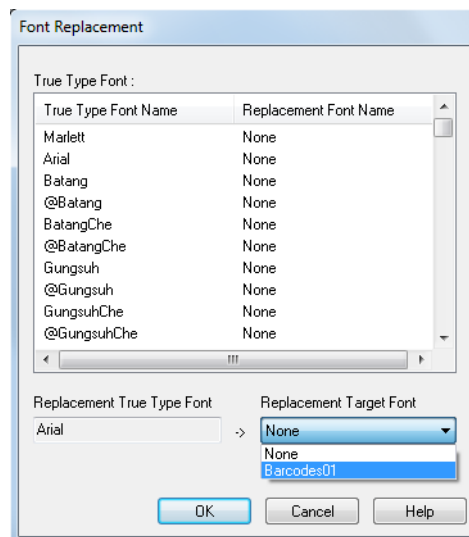 Font Replacement
True Type Font :
True Type Font Name Replacement Font Name
Marlett None
Arial None
Batang None
@Batang None
BatangChe None
@BatangChe None
Gungsuh None
@Gungsuh None
GungsuhChe None
@GungsuhChe None
Replacement True Type Font Replacement Target Font
Arial -> None
None
Barcodes01
OK Cancel Help